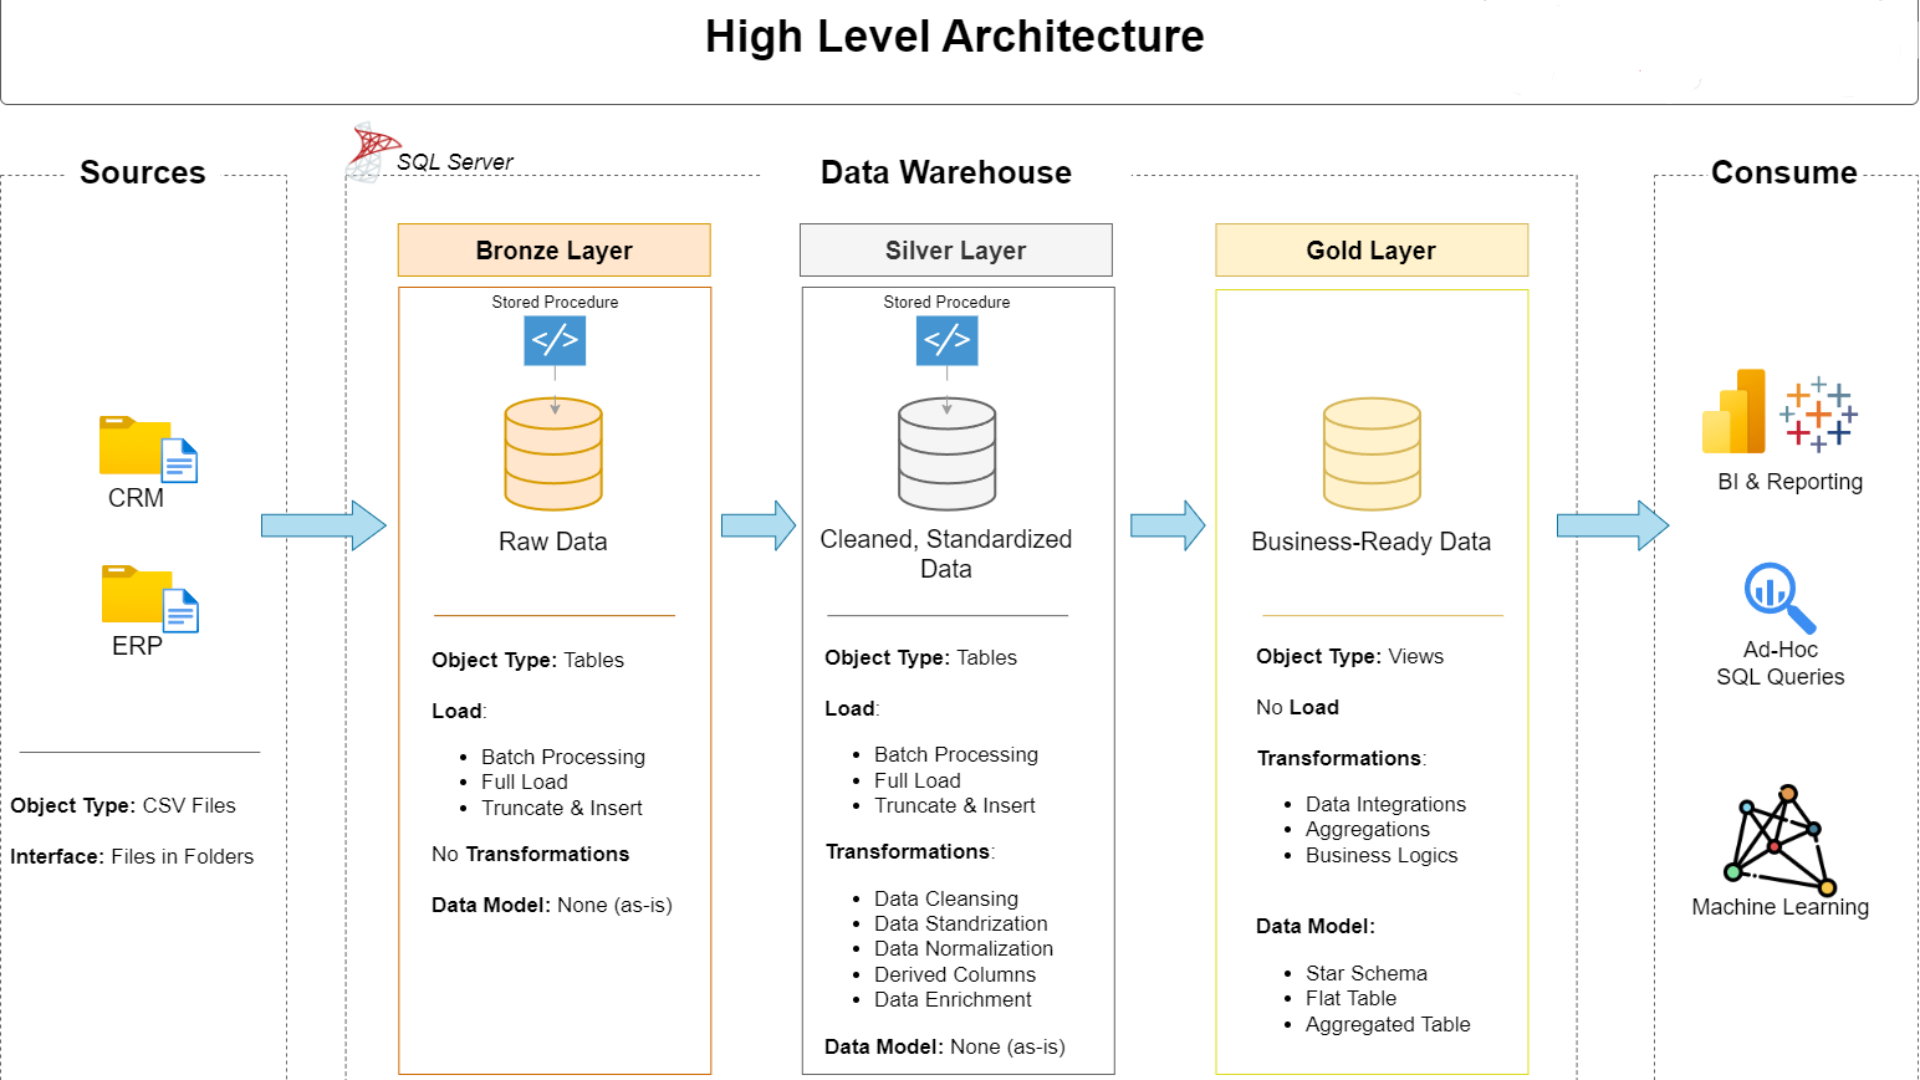 High Level Architecture
Sources
SQL Server
Data Warehouse
Consume
Bronze Layer
Silver Layer
Gold Layer
CRM
ERP
Object Type: CSV Files
Interface: Files in Folders
Stored Procedure
</>
Raw Data
Object Type: Tables
Load:
• Batch Processing
• Full Load
• Truncate & Insert
No Transformations
Data Model: None (as-is)
Stored Procedure
</>
Cleaned, Standardized
Data
Object Type: Tables
Load:
• Batch Processing
• Full Load
• Truncate & Insert
Transformations:
• Data Cleansing
• Data Standrization
• Data Normalization
• Derived Columns
• Data Enrichment
Data Model: None (as-is)
Business-Ready Data
Object Type: Views
No Load
Transformations:
• Data Integrations
• Aggregations
• Business Logics
Data Model:
• Star Schema
• Flat Table
• Aggregated Table
BI & Reporting
Ad-Hoc
SQL Queries
Machine Learning